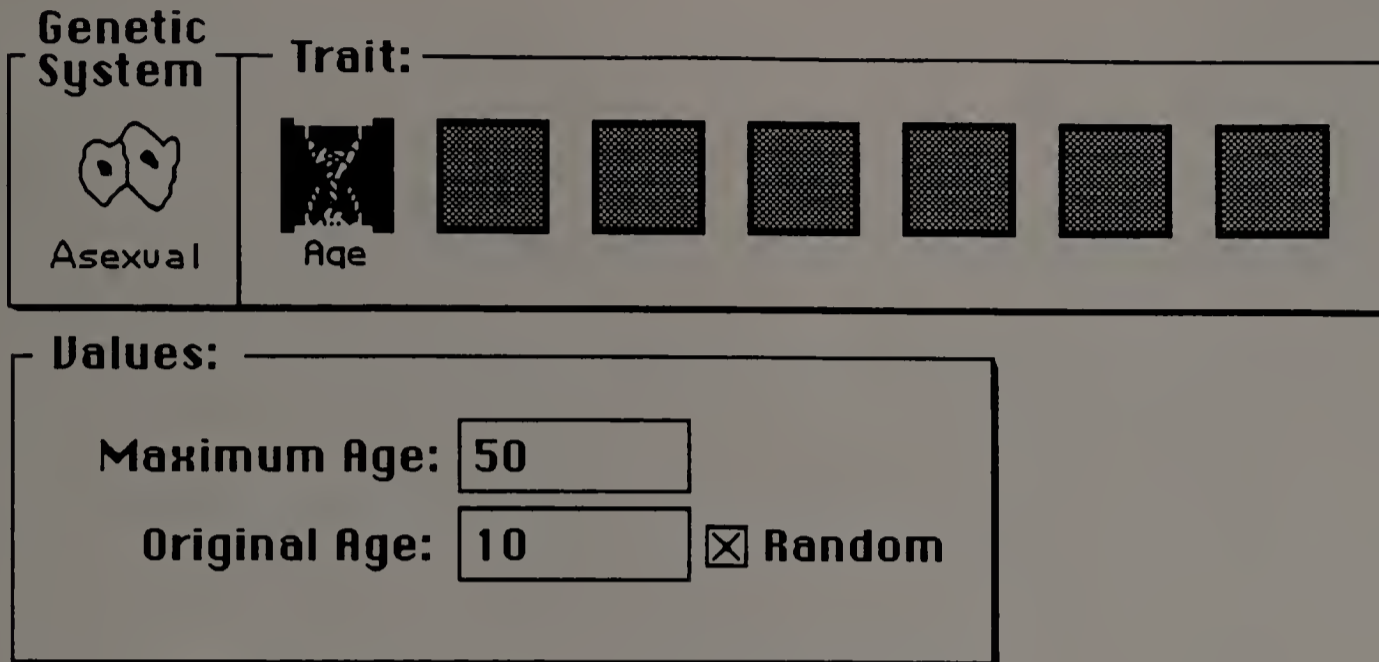 Genetic
System
Trait:
Asexual
Age
Values:
Maximum Age: 50
Original Age: 10
Random